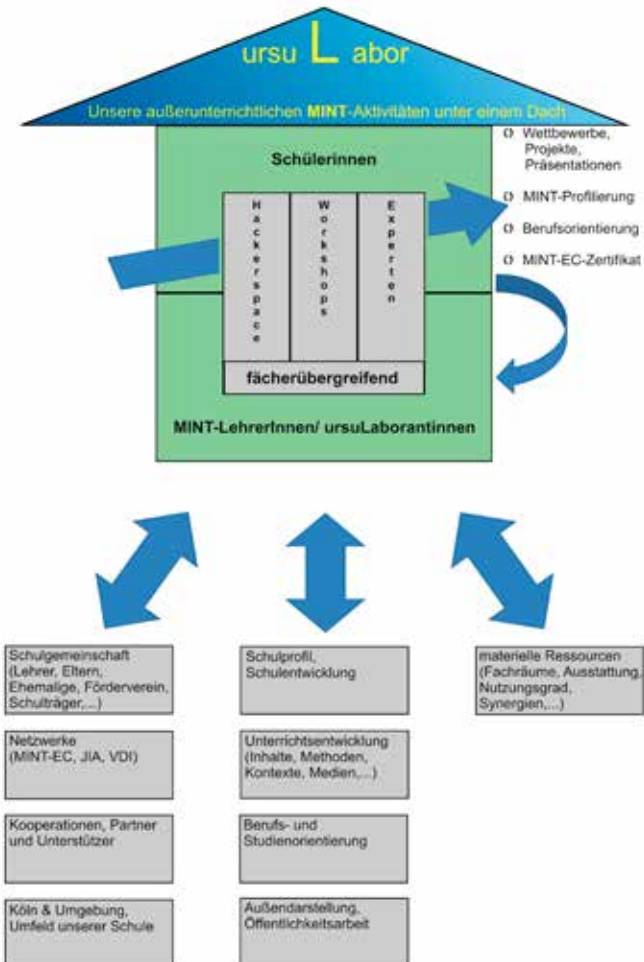 ursu L abor
Unsere außerunterrichtlichen MINT-Aktivitäten unter einem Dach
Schülerinnen
Hackerspace
Workshops
Experten
fächerübergreifend
MINT-LehrerInnen/ ursuLaborantinnen
Wettbewerbe,
Projekte,
Präsentationen
MINT-Profilierung
Berufsorientierung
MINT-EC-Zertifikat
Schulgemeinschaft
(Lehrer, Eltern,
Ehemalige, Förderverein,
Schulträger,...)
Netzwerke
(MINT-EC, JIA, VDI)
Kooperationen, Partner
und Unterstützer
Köln & Umgebung,
Umfeld unserer Schule
Schulprofil,
Schulentwicklung
Unterrichtsentwicklung
(Inhalte, Methoden,
Kontexte, Medien,...)
Berufs- und
Studienorientierung
Außendarstellung,
Öffentlichkeitsarbeit
materielle Ressourcen
(Fachräume, Ausstattung,
Nutzungsgrad,
Synergien,...)